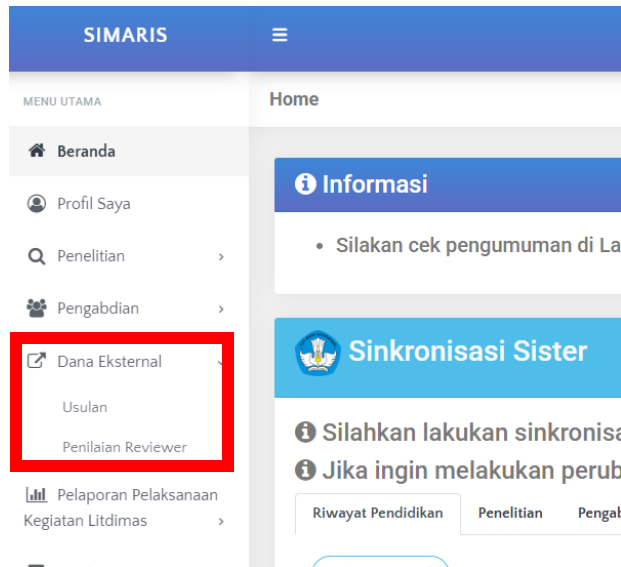 SIMARIS
MENU UTAMA
Home
Beranda
Profil Saya
Penelitian
Pengabdian
Dana Eksternal
Usulan
Penilaian Reviewer
Pelaporan Pelaksanaan
Kegiatan Litdimas
Informasi
Silakan cek pengumuman di La
Sinkronisasi Sister
Silahkan lakukan sinkronisa
Jika ingin melakukan perub
Riwayat Pendidikan
Penelitian
Pengab